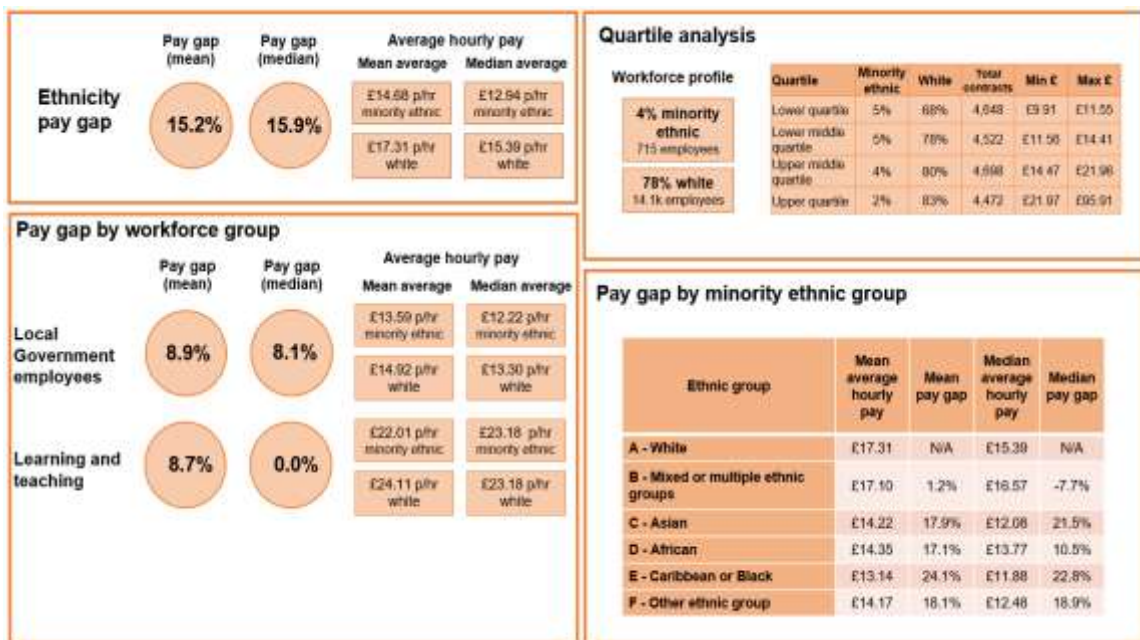 Pay gap (mean)
Pay gap (median)
Average hourly pay
Mean average
Median average
Ethnicity pay gap
15.2%
15.9%
£14.68 p/hr
minority ethnic
£12.94 p/hr
minority ethnic
£17.31 p/hr
white
£15.39 p/hr
white
Pay gap by workforce group
Pay gap (mean)
Pay gap (median)
Average hourly pay
Mean average
Median average
Local Government employees
8.9%
8.1%
£13.59 p/hr
minority ethnic
£12.22 p/hr
minority ethnic
£14.92 p/hr
white
£13.30 p/hr
white
Learning and teaching
8.7%
0.0%
£22.01 p/hr
minority ethnic
£23.18 p/hr
minority ethnic
£24.11 p/hr
white
£23.18 p/hr
white
Quartile analysis
Workforce profile
4% minority ethnic
715 employees
78% white
14.1k employees
Quartile Minority ethnic White Total contracts Min £ Max £
Lower quartile 5% 68% 4,648 £9.91 £11.55
Lower middle quartile 5% 78% 4,522 £11.56 £14.41
Upper middle quartile 4% 80% 4,698 £14.47 £21.96
Upper quartile 2% 83% 4,472 £21.97 £95.91
Pay gap by minority ethnic group
Ethnic group Mean average hourly pay Mean pay gap Median average hourly pay Median pay gap
A - White £17.31 N/A £15.39 N/A
B - Mixed or multiple ethnic groups £17.10 1.2% £16.57 -7.7%
C - Asian £14.22 17.9% £12.08 21.5%
D - African £14.35 17.1% £13.77 10.5%
E - Caribbean or Black £13.14 24.1% £11.88 22.8%
F - Other ethnic group £14.17 18.1% £12.48 18.9%